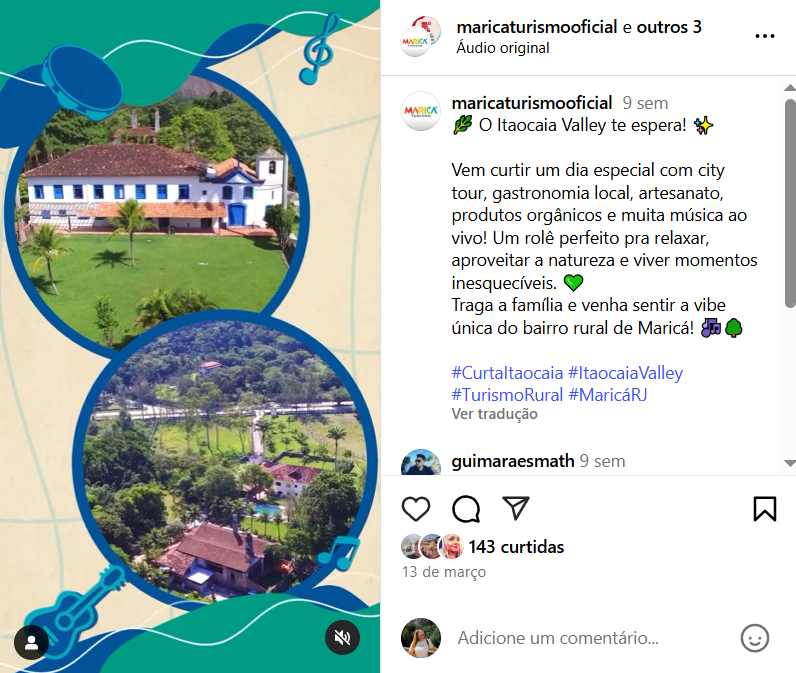 maricaturismooficial e outros 3
Áudio original
MARICÁ
maricaturismooficial 9 sem
MARICÁ
TURISMO
🌿 O Itaocaia Valley te espera! ✨
Vem curtir um dia especial com city
tour, gastronomia local, artesanato,
produtos orgânicos e muita música ao
vivo! Um rolê perfeito pra relaxar,
aproveitar a natureza e viver momentos
inesquecíveis. 💚
Traga a família e venha sentir a vibe
única do bairro rural de Maricá! 🎶🌳
#CurtaItaocaia #ItaocaiaValley
#TurismoRural #MaricáRJ
Ver tradução
guimaraesmath 9 sem
143 curtidas
13 de março
Adicione um comentário...